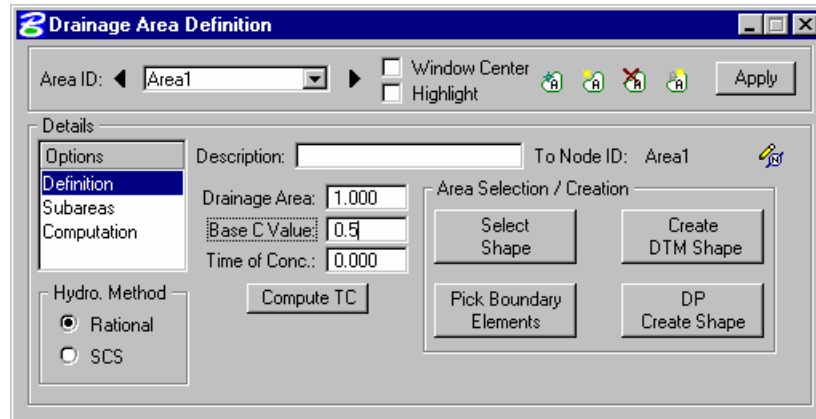 Drainage Area Definition
Area ID: Area1
Window Center
Highlight
Apply
Details
Options
Definition
Subareas
Computation
Description:
To Node ID: Area1
Drainage Area: 1.000
Base C Value: 0.5
Time of Conc.: 0.000
Compute TC
Area Selection / Creation
Select
Shape
Create
DTM Shape
Pick Boundary
Elements
DP
Create Shape
Hydro. Method
Rational
SCS